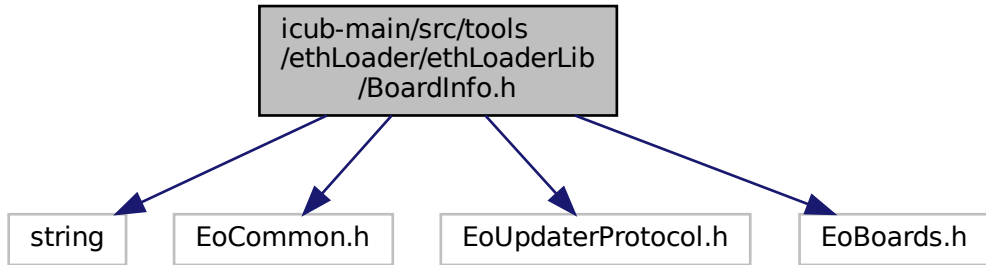 icub-main/src/tools
/ethLoader/ethLoaderLib
/BoardInfo.h
string
EoCommon.h
EoUpdaterProtocol.h
EoBoards.h